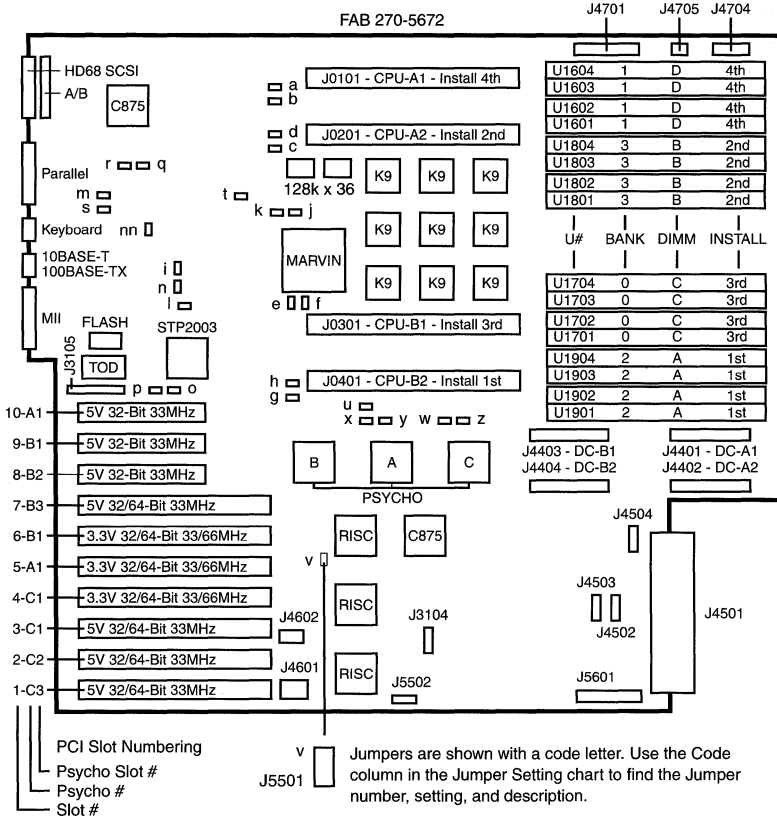 FAB 270-5672
J4701 J4705 J4704
HD68 SCSI
A/B
C875
a
b
J0101 - CPU-A1 - Install 4th
d
c
J0201 - CPU-A2 - Install 2nd
U1604 1 D 4th
U1603 1 D 4th
U1602 1 D 4th
U1601 1 D 4th
U1804 3 B 2nd
U1803 3 B 2nd
U1802 3 B 2nd
U1801 3 B 2nd
U# BANK DIMM INSTALL
U1704 0 C 3rd
U1703 0 C 3rd
U1702 0 C 3rd
U1701 0 C 3rd
U1904 2 A 1st
U1903 2 A 1st
U1902 2 A 1st
U1901 2 A 1st
Parallel
r q
m
s
Keyboard
nn
10BASE-T
100BASE-TX
i
n
l
MII
FLASH
STP2003
J3105
TOD
p o
128k x 36
t
k j
K9 K9 K9
K9 K9 K9
K9 K9 K9
MARVIN
e f
J0301 - CPU-B1 - Install 3rd
h
g
J0401 - CPU-B2 - Install 1st
u
x y w z
B A C
PSYCHO
J4403 - DC-B1
J4404 - DC-B2
J4401 - DC-A1
J4402 - DC-A2
10-A1 5V 32-Bit 33MHz
9-B1 5V 32-Bit 33MHz
8-B2 5V 32-Bit 33MHz
7-B3 5V 32/64-Bit 33MHz
6-B1 3.3V 32/64-Bit 33/66MHz
5-A1 3.3V 32/64-Bit 33/66MHz
4-C1 3.3V 32/64-Bit 33/66MHz
3-C1 5V 32/64-Bit 33MHz
2-C2 5V 32/64-Bit 33MHz
1-C3 5V 32/64-Bit 33MHz
RISC C875
v
RISC
RISC
J4602
J4601
J3104
J5502
J4504
J4503
J4502
J4501
J5601
PCI Slot Numbering
Psycho Slot #
Psycho #
Slot #
v
J5501
Jumpers are shown with a code letter. Use the Code
column in the Jumper Setting chart to find the Jumper
number, setting, and description.